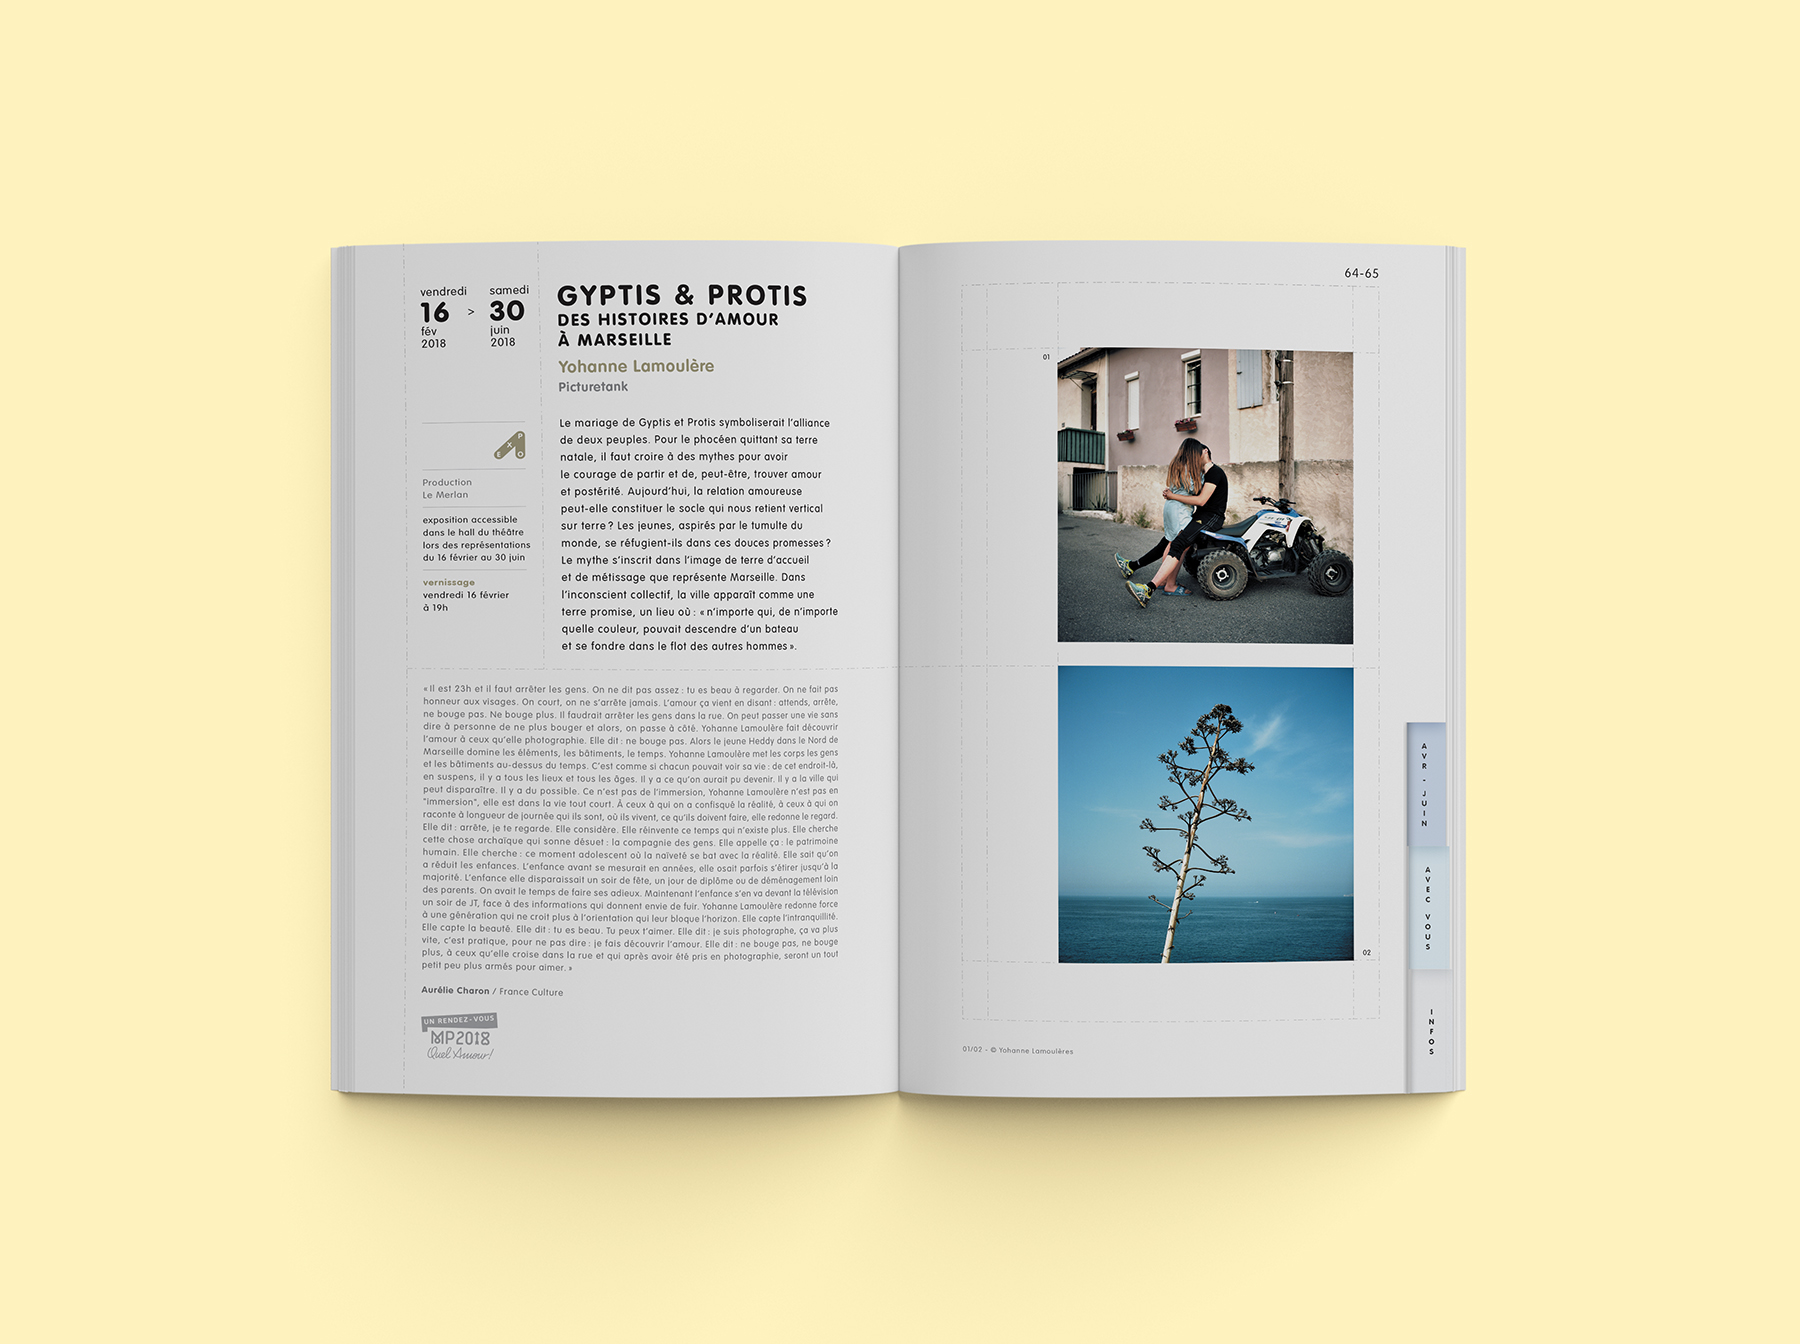 vendredi
16
fév
2018
>
samedi
30
juin
2018
GYPTIS & PROTIS
DES HISTOIRES D'AMOUR
À MARSEILLE
Yohanne Lamoulère
Picturetank
EXPO
Production
Le Merlan
exposition accessible
dans le hall du théâtre
lors des représentations
du 16 février au 30 juin
vernissage
vendredi 16 février
à 19h
Le mariage de Gyptis et Protis symboliserait l'alliance
de deux peuples. Pour le phocéen quittant sa terre
natale, il faut croire à des mythes pour avoir
le courage de partir et de, peut-être, trouver amour
et postérité. Aujourd'hui, la relation amoureuse
peut-elle constituer le socle qui nous retient vertical
sur terre ? Les jeunes, aspirés par le tumulte du
monde, se réfugient-ils dans ces douces promesses ?
Le mythe s'inscrit dans l'image de terre d'accueil
et de métissage que représente Marseille. Dans
l'inconscient collectif, la ville apparaît comme une
terre promise, un lieu où : « n'importe qui, de n'importe
quelle couleur, pouvait descendre d'un bateau
et se fondre dans le flot des autres hommes ».
« Il est 23h et il faut arrêter les gens. On ne dit pas assez : tu es beau à regarder. On ne fait pas
honneur aux visages. On court, on ne s'arrête jamais. L'amour ça vient en disant : attends, arrête,
ne bouge pas. Ne bouge plus. Il faudrait arrêter les gens dans la rue. On peut passer une vie sans
dire à personne de ne plus bouger et alors, on passe à côté. Yohanne Lamoulère fait découvrir
l'amour à ceux qu'elle photographie. Elle dit : ne bouge pas. Alors le jeune Heddy dans le Nord de
Marseille domine les éléments, les bâtiments, le temps. Yohanne Lamoulère met les corps les gens
et les bâtiments au-dessus du temps. C'est comme si chacun pouvait voir sa vie : de cet endroit-là,
en suspens, il y a tous les lieux et tous les âges. Il y a ce qu'on aurait pu devenir. Il y a la ville qui
peut disparaître. Il y a du possible. Ce n'est pas de l'immersion, Yohanne Lamoulère n'est pas en
"immersion", elle est dans la vie tout court. À ceux à qui on a confisqué la réalité, à ceux à qui on
raconte à longueur de journée qui ils sont, où ils vivent, ce qu'ils doivent faire, elle redonne le regard.
Elle dit : arrête, je te regarde. Elle considère. Elle réinvente ce temps qui n'existe plus. Elle cherche
cette chose archaïque qui sonne désuet : la compagnie des gens. Elle appelle ça : le patrimoine
humain. Elle cherche : ce moment adolescent où la naïveté se bat avec la réalité. Elle sait qu'on
a réduit les enfances. L'enfance avant se mesurait en années, elle osait parfois s'étirer jusqu'à la
majorité. L'enfance elle disparaissait un soir de fête, un jour de diplôme ou de déménagement loin
des parents. On avait le temps de faire ses adieux. Maintenant l'enfance s'en va devant la télévision
un soir de JT, face à des informations qui donnent envie de fuir. Yohanne Lamoulère redonne force
à une génération qui ne croit plus à l'orientation qui leur bloque l'horizon. Elle capte l'intranquillité.
Elle capte la beauté. Elle dit : tu es beau. Tu peux t'aimer. Elle dit : je suis photographe, ça va plus
vite, c'est pratique, pour ne pas dire : je fais découvrir l'amour. Elle dit : ne bouge pas, ne bouge
plus, à ceux qu'elle croise dans la rue et qui après avoir été pris en photographie, seront un tout
petit peu plus armés pour aimer. »
Aurélie Charon / France Culture
UN RENDEZ-VOUS
MP2018
Quel Amour!
64-65
01
02
01/02 - © Yohanne Lamoulères
AVR - JUIN
AVEC VOUS
INFOS